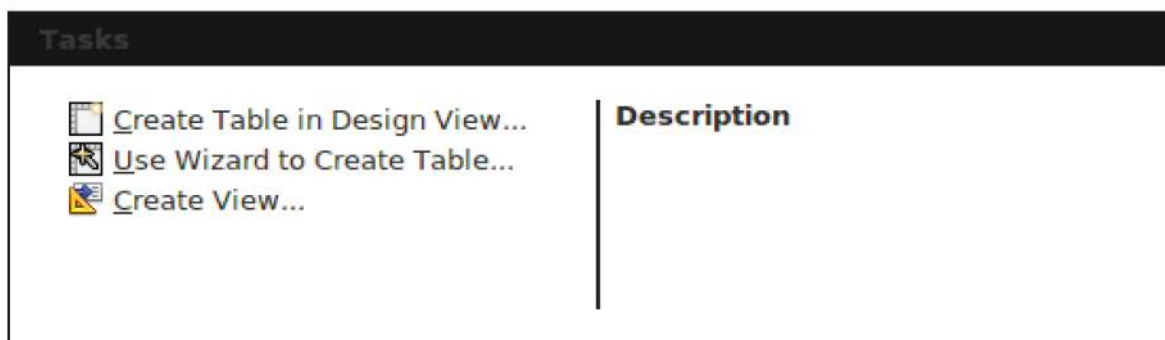 Tasks
Create Table in Design View...
Use Wizard to Create Table...
Create View...
Description